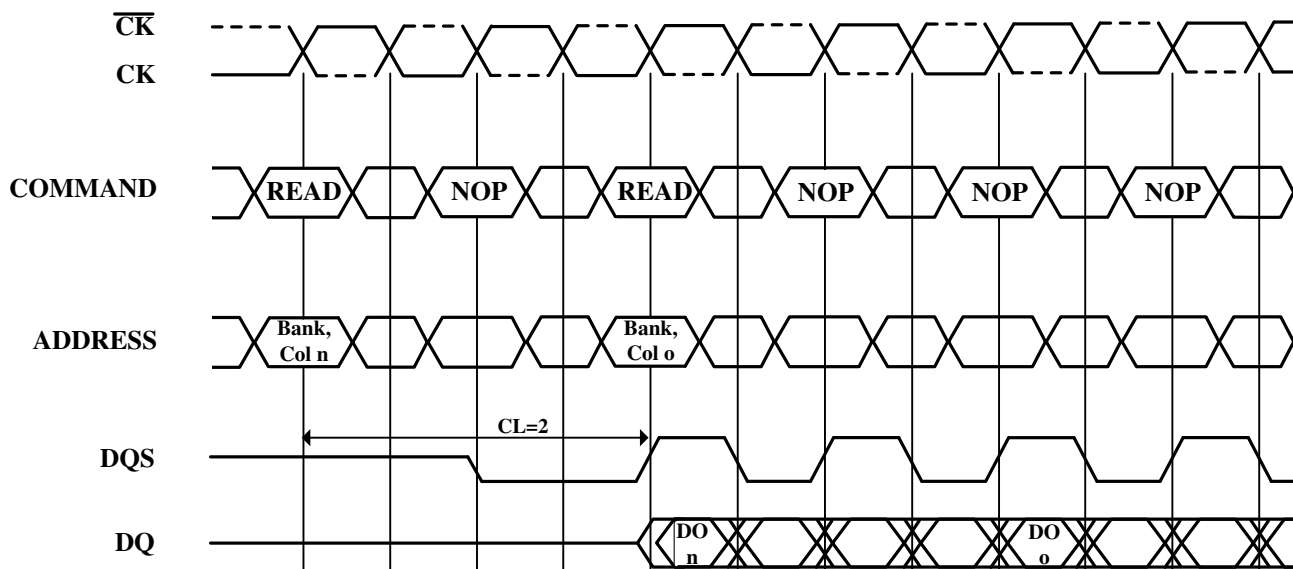 CK
CK
COMMAND
READ
NOP
READ
NOP
NOP
NOP
ADDRESS
Bank,
Col n
Bank,
Col o
CL=2
DQS
DQ
DO
n
DO
o